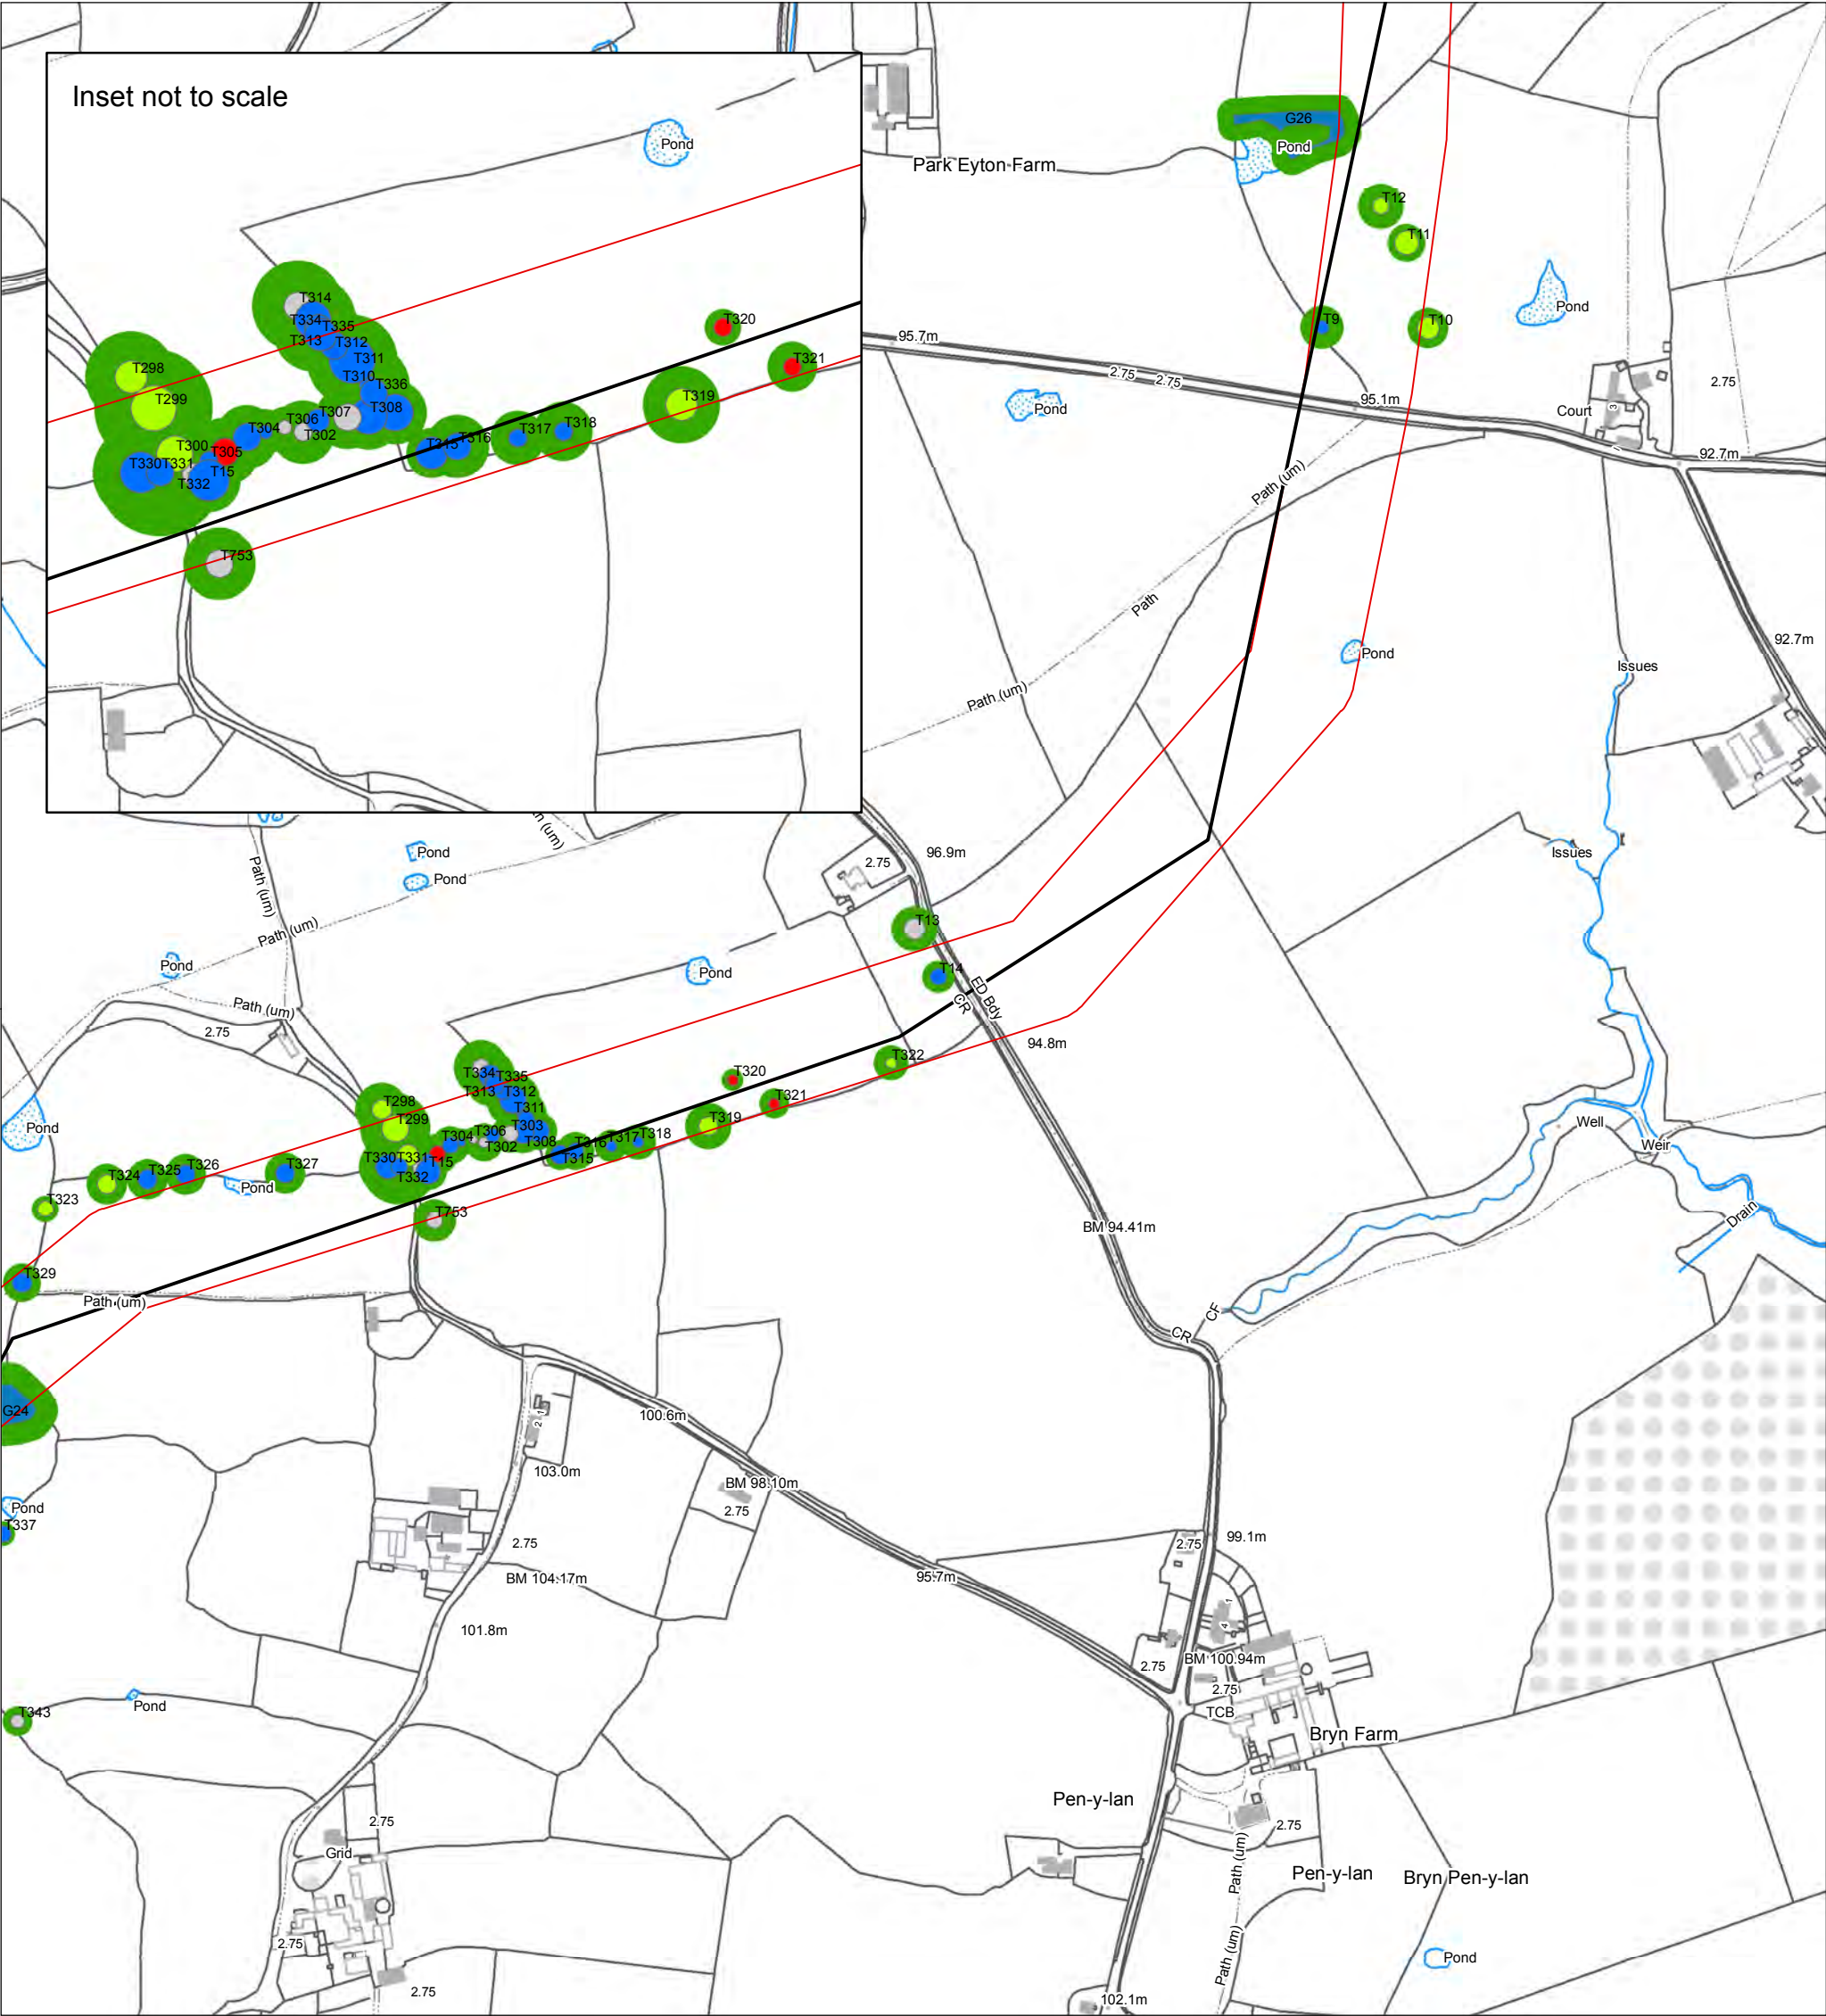 Inset not to scale
Pond
T314
T334
T335
T313
T312
T311
T310
T336
T298
T299
T306
T307
T308
T304
T302
T300
T305
T330
T331
T15
T332
T316
T317
T318
T319
T320
T321
T753
Park Eyton Farm
G26
Pond
T12
T11
T9
T10
Pond
95.7m
2.75
2.75
95.1m
Pond
Court
3
2.75
92.7m
Path (um)
Path
Path (um)
Pond
92.7m
Issues
Issues
96.9m
2.75
T13
T14
ED Bdy
CR
94.8m
Path (um)
Pond
Pond
Path (um)
Pond
Path (um)
2.75
Pond
T334
T335
T313
T312
T311
T298
T299
T304
T306
T303
T302
T308
T330
T331
T15
T332
T316
T315
T317
T318
T319
T320
T321
T322
T753
Pond
T324
T325
T326
T327
Pond
T323
T329
Path (um)
G24
Well
Weir
Drain
BM 94.41m
CF
CR
100.6m
2 1
103.0m
BM 98.10m
2.75
Pond
T337
2.75
BM 104.17m
95.7m
101.8m
99.1m
2.75
1
4
BM 100.94m
2.75
2.75
TCB
Bryn Farm
T343
Pond
2.75
Grid
2.75
2.75
Pen-y-lan
2.75
Path (um)
Pen-y-lan
Bryn Pen-y-lan
Path (um)
Pond
102.1m